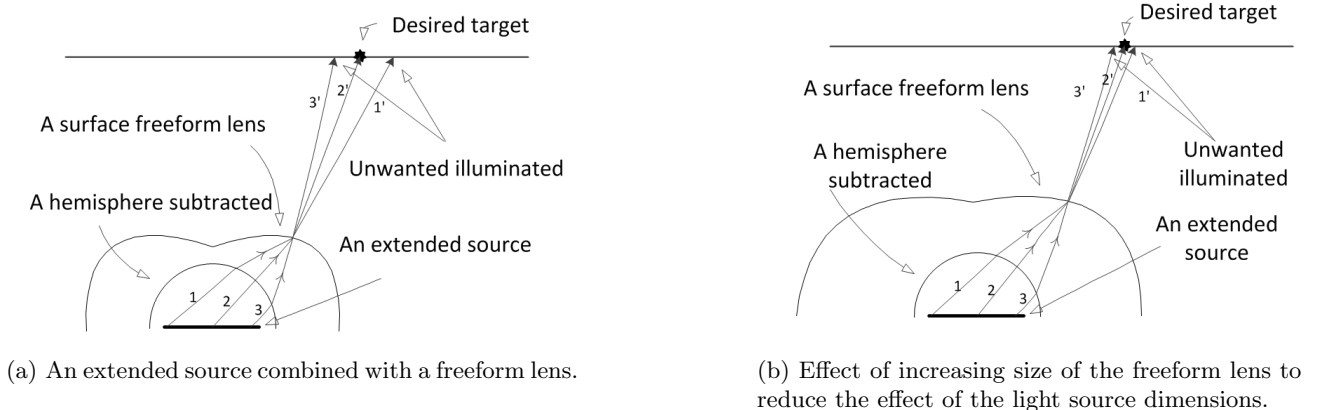 Desired target
3'
2'
1'
A surface freeform lens
Unwanted illuminated
A hemisphere subtracted
An extended source
1
2
3
(a) An extended source combined with a freeform lens.
Desired target
A surface freeform lens
3'
2'
1'
A hemisphere
subtracted
Unwanted
illuminated
An extended
source
1
2
3
(b) Effect of increasing size of the freeform lens to
reduce the effect of the light source dimensions.